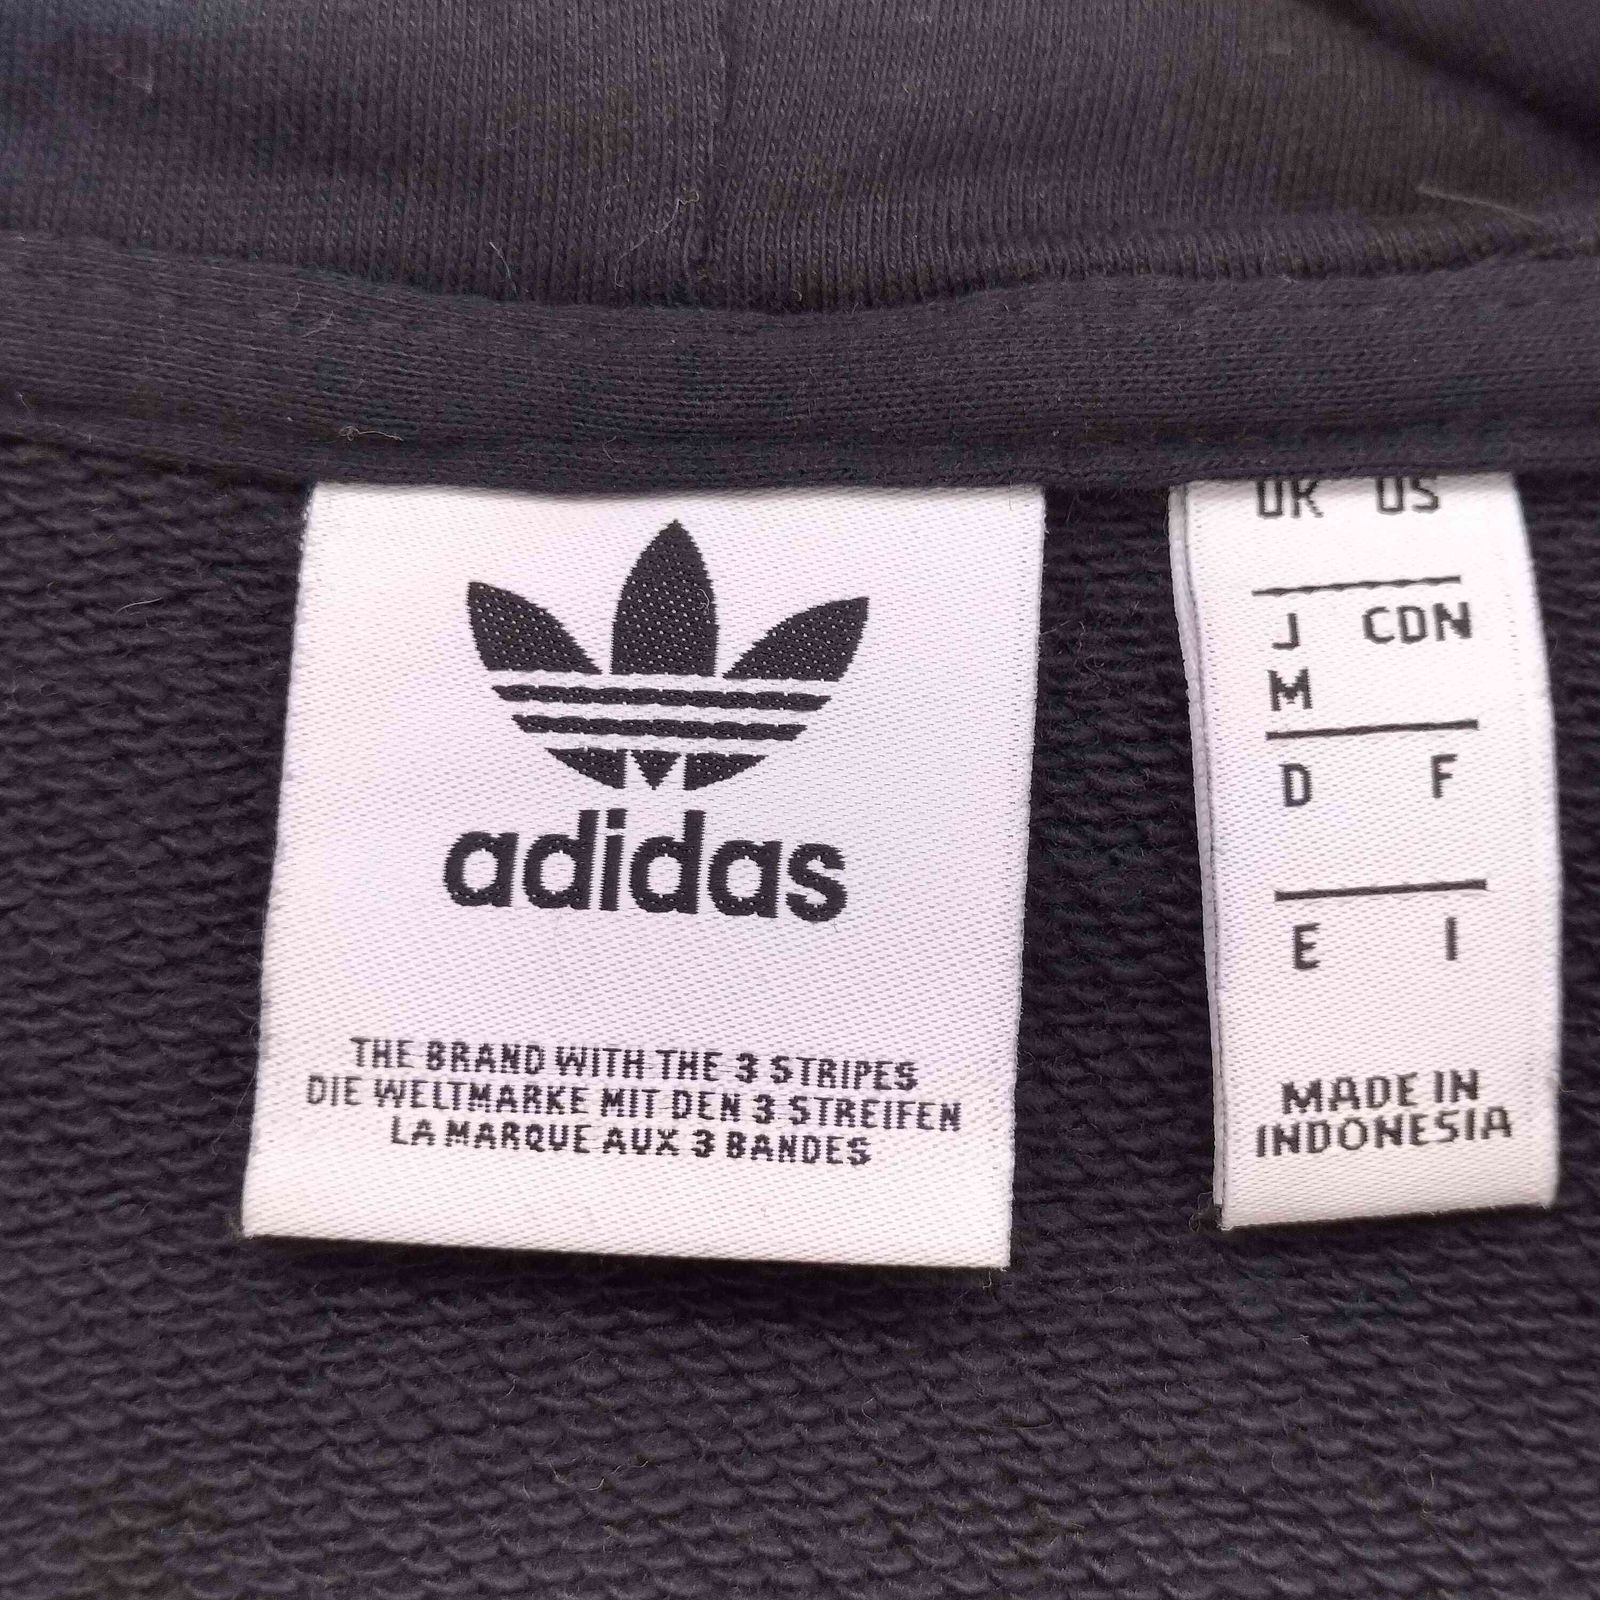 adidas
THE BRAND WITH THE 3 STRIPES
DIE WELTMARKE MIT DEN 3 STREIFEN
LA MARQUE AUX 3 BANDES
UK US
J CDN
M
D F
E I
MADE IN
INDONESIA